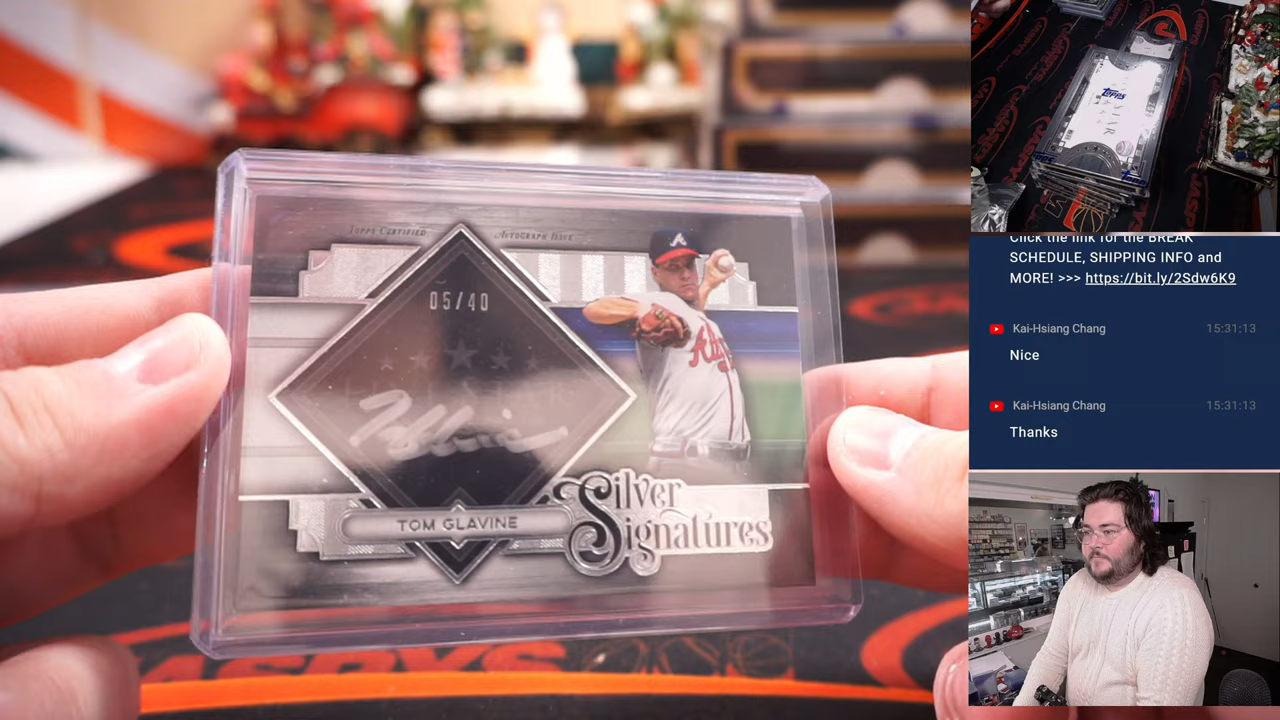 TOPPS CERTIFIED AUTOGRAPH ISSUE
05/40
TOM GLAVINE
Silver
Signatures
JASPYS
topps
Click the link for the BREAK
SCHEDULE, SHIPPING INFO and
MORE! >>> https://bit.ly/2Sdw6K9
Kai-Hsiang Chang 15:31:13
Nice
Kai-Hsiang Chang 15:31:13
Thanks